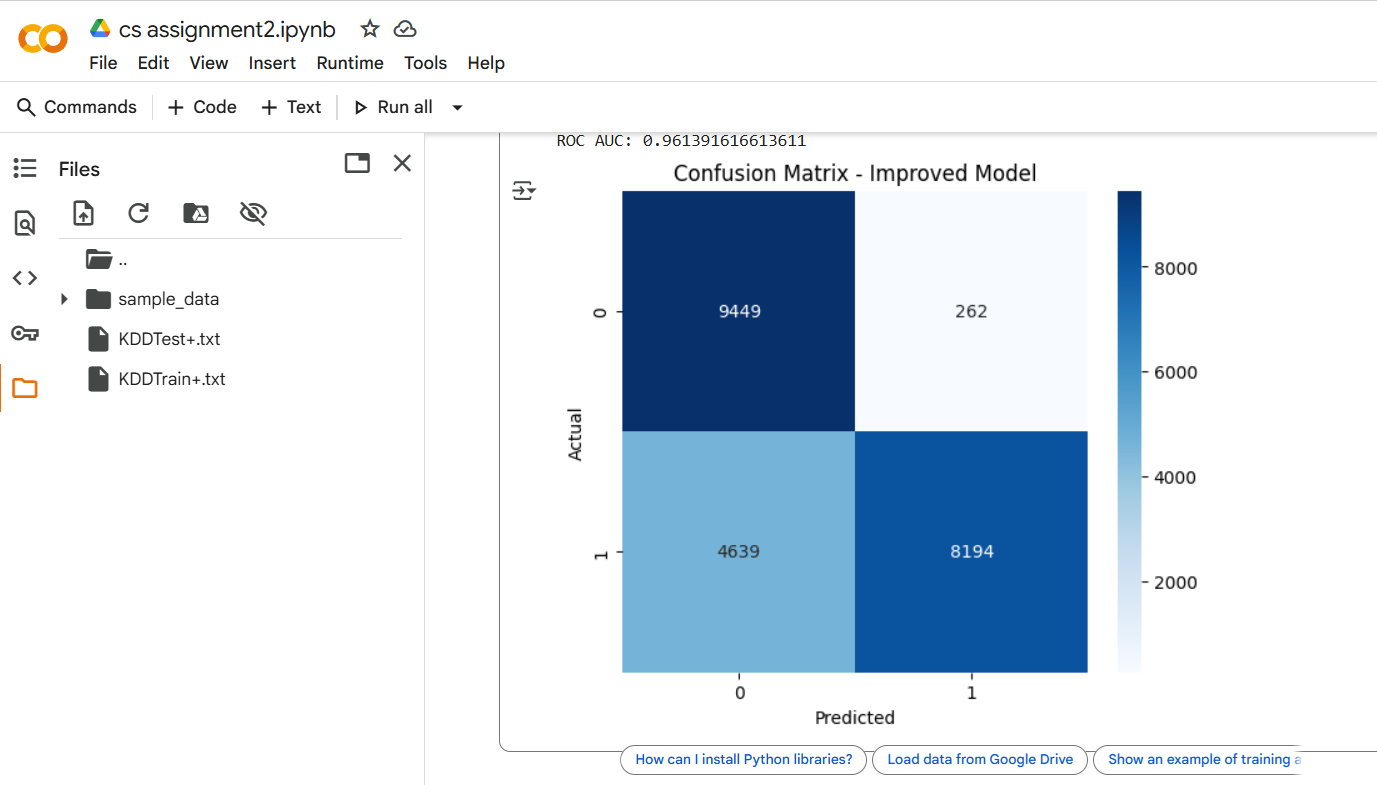 cs assignment2.ipynb
File Edit View Insert Runtime Tools Help
Commands + Code + Text Run all
Files
..
sample_data
KDDTest+.txt
KDDTrain+.txt
ROC AUC: 0.961391616613611
Confusion Matrix - Improved Model
9449 262
4639 8194
0
1
Actual
0 1
Predicted
8000
6000
4000
2000
How can I install Python libraries?
Load data from Google Drive
Show an example of training a